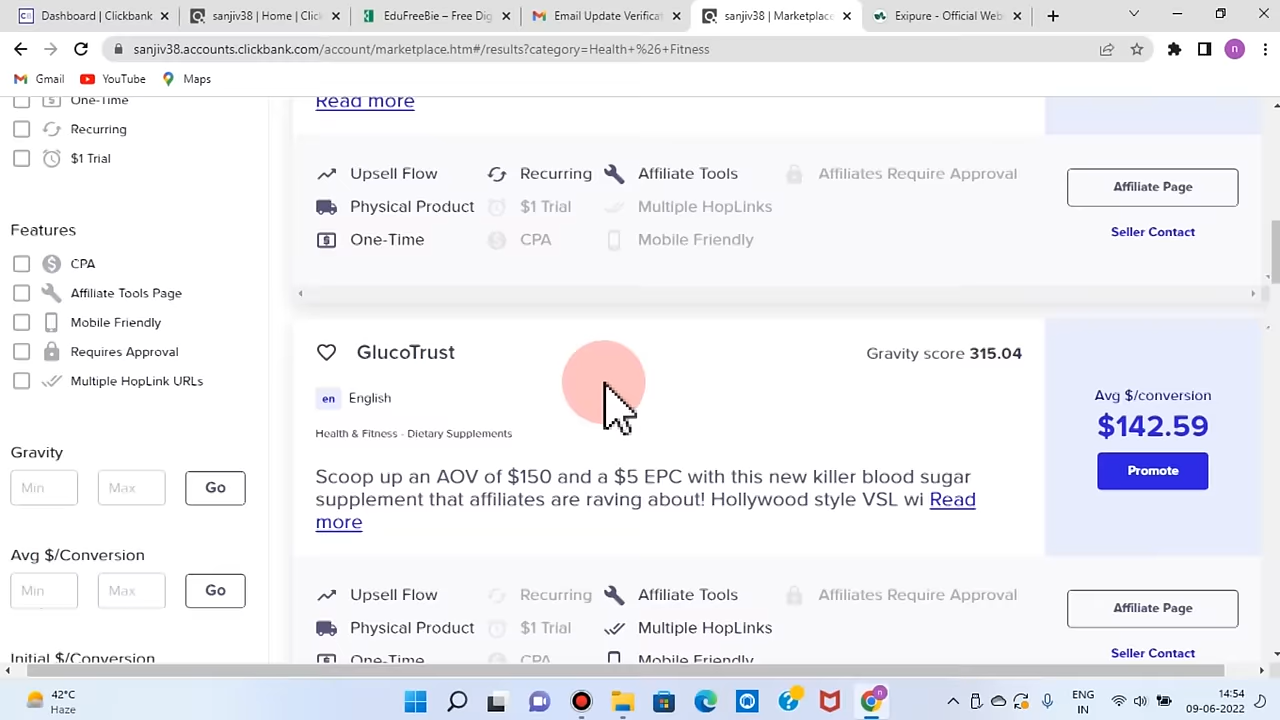 Dashboard | Clickbank
sanjiv38 | Home | Click
EduFreeBie – Free Dig
Email Update Verificat
sanjiv38 | Marketplace
Exipure - Official Web
sanjiv38.accounts.clickbank.com/account/marketplace.htm#/results?category=Health+%26+Fitness
Gmail YouTube Maps
One-Time
Recurring
$1 Trial
Features
CPA
Affiliate Tools Page
Mobile Friendly
Requires Approval
Multiple HopLink URLs
Gravity
Min Max Go
Avg $/Conversion
Min Max Go
Initial $/Conversion
Read more
Upsell Flow Recurring Affiliate Tools Affiliates Require Approval
Physical Product $1 Trial Multiple HopLinks
One-Time CPA Mobile Friendly
Affiliate Page
Seller Contact
GlucoTrust
Gravity score 315.04
en English
Health & Fitness - Dietary Supplements
Scoop up an AOV of $150 and a $5 EPC with this new killer blood sugar
supplement that affiliates are raving about! Hollywood style VSL wi Read
more
Avg $/conversion
$142.59
Promote
Upsell Flow Recurring Affiliate Tools Affiliates Require Approval
Physical Product $1 Trial Multiple HopLinks
One-Time CPA Mobile Friendly
Affiliate Page
Seller Contact
42°C
Haze
ENG
IN
14:54
09-06-2022